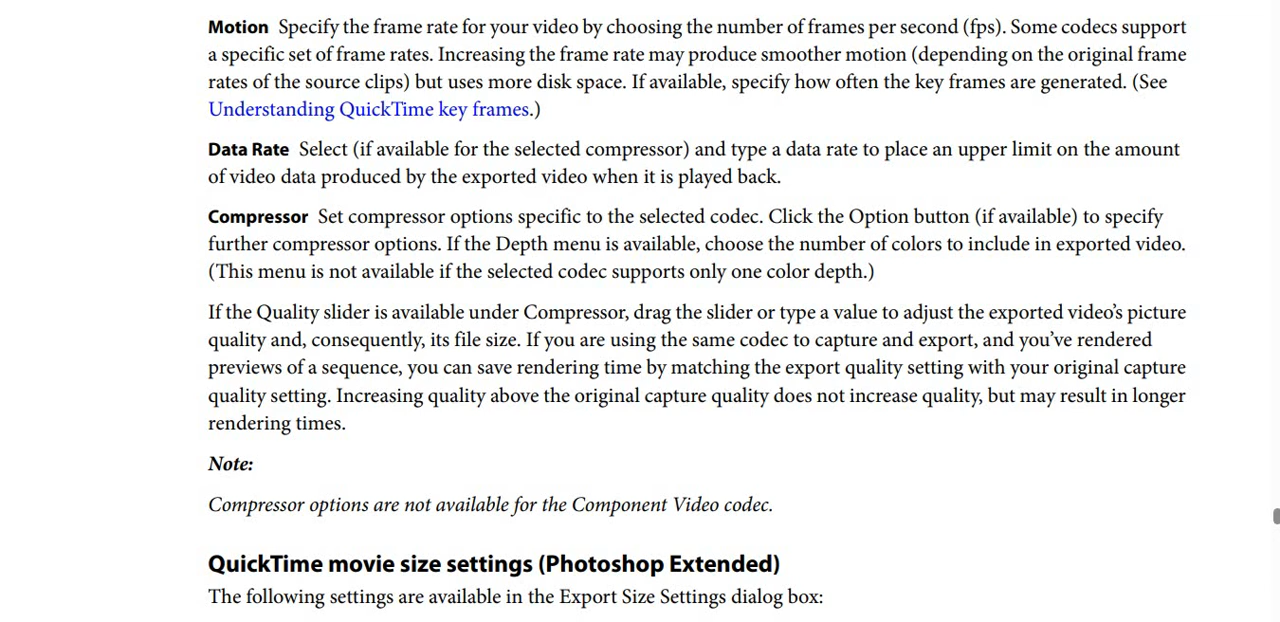 Motion Specify the frame rate for your video by choosing the number of frames per second (fps). Some codecs support
a specific set of frame rates. Increasing the frame rate may produce smoother motion (depending on the original frame
rates of the source clips) but uses more disk space. If available, specify how often the key frames are generated. (See
Understanding QuickTime key frames.)
Data Rate Select (if available for the selected compressor) and type a data rate to place an upper limit on the amount
of video data produced by the exported video when it is played back.
Compressor Set compressor options specific to the selected codec. Click the Option button (if available) to specify
further compressor options. If the Depth menu is available, choose the number of colors to include in exported video.
(This menu is not available if the selected codec supports only one color depth.)
If the Quality slider is available under Compressor, drag the slider or type a value to adjust the exported video's picture
quality and, consequently, its file size. If you are using the same codec to capture and export, and you've rendered
previews of a sequence, you can save rendering time by matching the export quality setting with your original capture
quality setting. Increasing quality above the original capture quality does not increase quality, but may result in longer
rendering times.
Note:
Compressor options are not available for the Component Video codec.
QuickTime movie size settings (Photoshop Extended)
The following settings are available in the Export Size Settings dialog box: